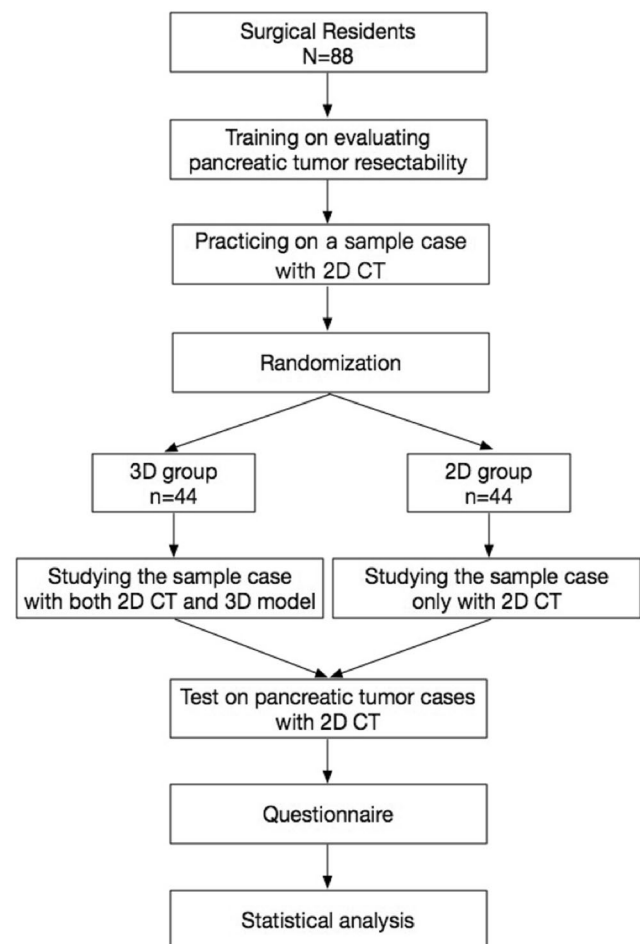 Surgical Residents
N=88
Training on evaluating
pancreatic tumor resectability
Practicing on a sample case
with 2D CT
Randomization
3D group
n=44
2D group
n=44
Studying the sample case
with both 2D CT and 3D model
Studying the sample case
only with 2D CT
Test on pancreatic tumor cases
with 2D CT
Questionnaire
Statistical analysis